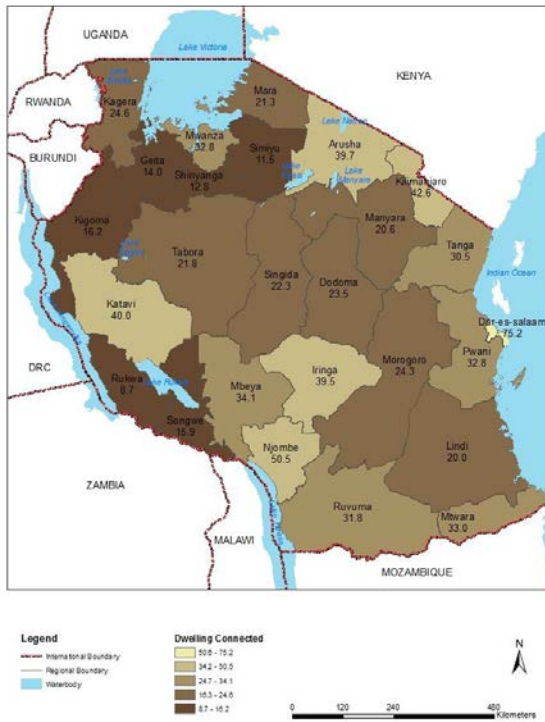 UGANDA
Lake Victoria
KENYA
RWANDA
Kagera
24.6
Mara
21.3
Mwanza
32.8
Lake Natron
BURUNDI
Geita
14.0
Simiyu
11.5
Arusha
39.7
Shinyanga
12.8
Lake
Manyara
Kilimanjaro
42.6
Kigoma
16.2
Manyara
20.6
Tabora
21.8
Tanga
30.5
Singida
22.3
Dodoma
23.5
Indian Ocean
Katavi
40.0
Dar-es-salaam
75.2
Pwani
32.8
DRC
Morogoro
24.3
Iringa
39.5
Rukwa
8.7
Mbeya
34.1
Songwe
15.9
Njombe
50.5
Lindi
20.0
ZAMBIA
Ruvuma
31.8
Mtwara
33.0
MALAWI
MOZAMBIQUE
Legend
International Boundary
Regional Boundary
Waterbody
Dwelling Connected
50.6 - 75.2
34.2 - 50.5
24.7 - 34.1
16.3 - 24.6
8.7 - 16.2
N
0 120 240 480
Kilometers